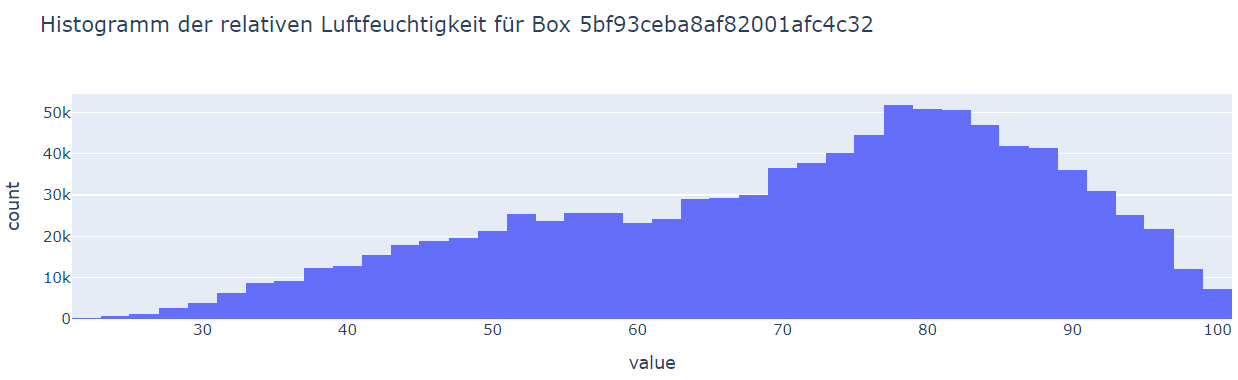 Histogramm der relativen Luftfeuchtigkeit für Box 5bf93ceba8af82001afc4c32
50k
40k
30k
20k
10k
0
count
30 40 50 60 70 80 90 100
value